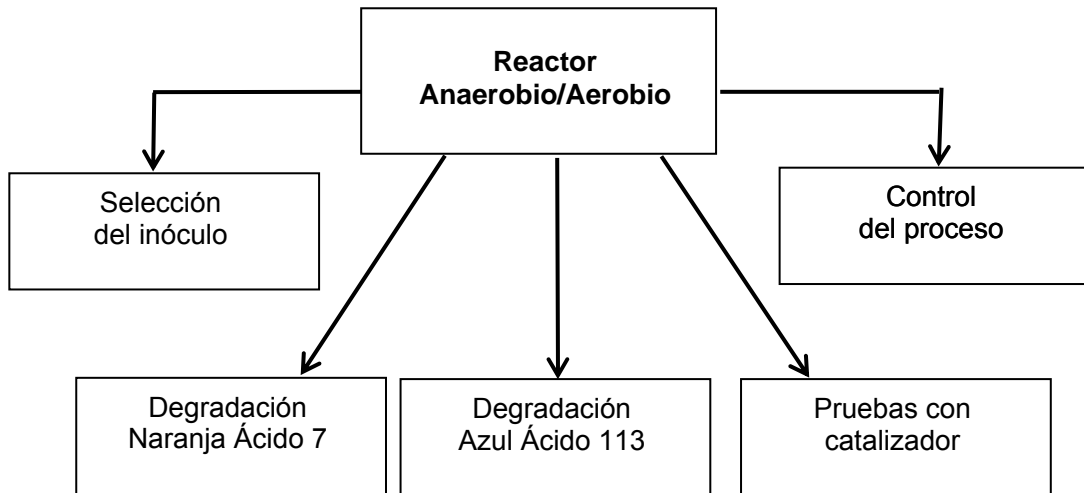 Reactor
Anaerobio/Aerobio
Selección
del inóculo
Control
del proceso
Degradación
Naranja Ácido 7
Degradación
Azul Ácido 113
Pruebas con
catalizador